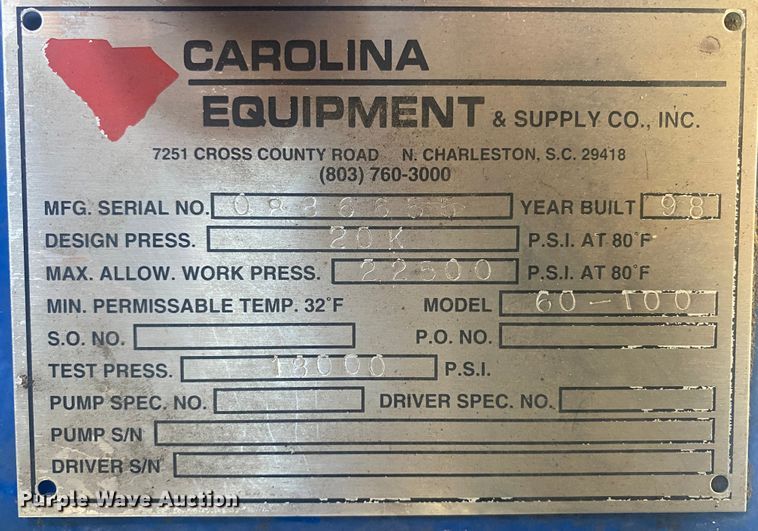 CAROLINA
EQUIPMENT & SUPPLY CO., INC.
7251 CROSS COUNTY ROAD N. CHARLESTON, S.C. 29418
(803) 760-3000
MFG. SERIAL NO. YEAR BUILT 98
DESIGN PRESS. 20K P.S.I. AT 80°F
MAX. ALLOW. WORK PRESS. 22500 P.S.I. AT 80°F
MIN. PERMISSABLE TEMP. 32°F MODEL 60-100
S.O. NO. P.O. NO.
TEST PRESS. 18000 P.S.I.
PUMP SPEC. NO. DRIVER SPEC. NO.
PUMP S/N
DRIVER S/N
Purple Wave Auction